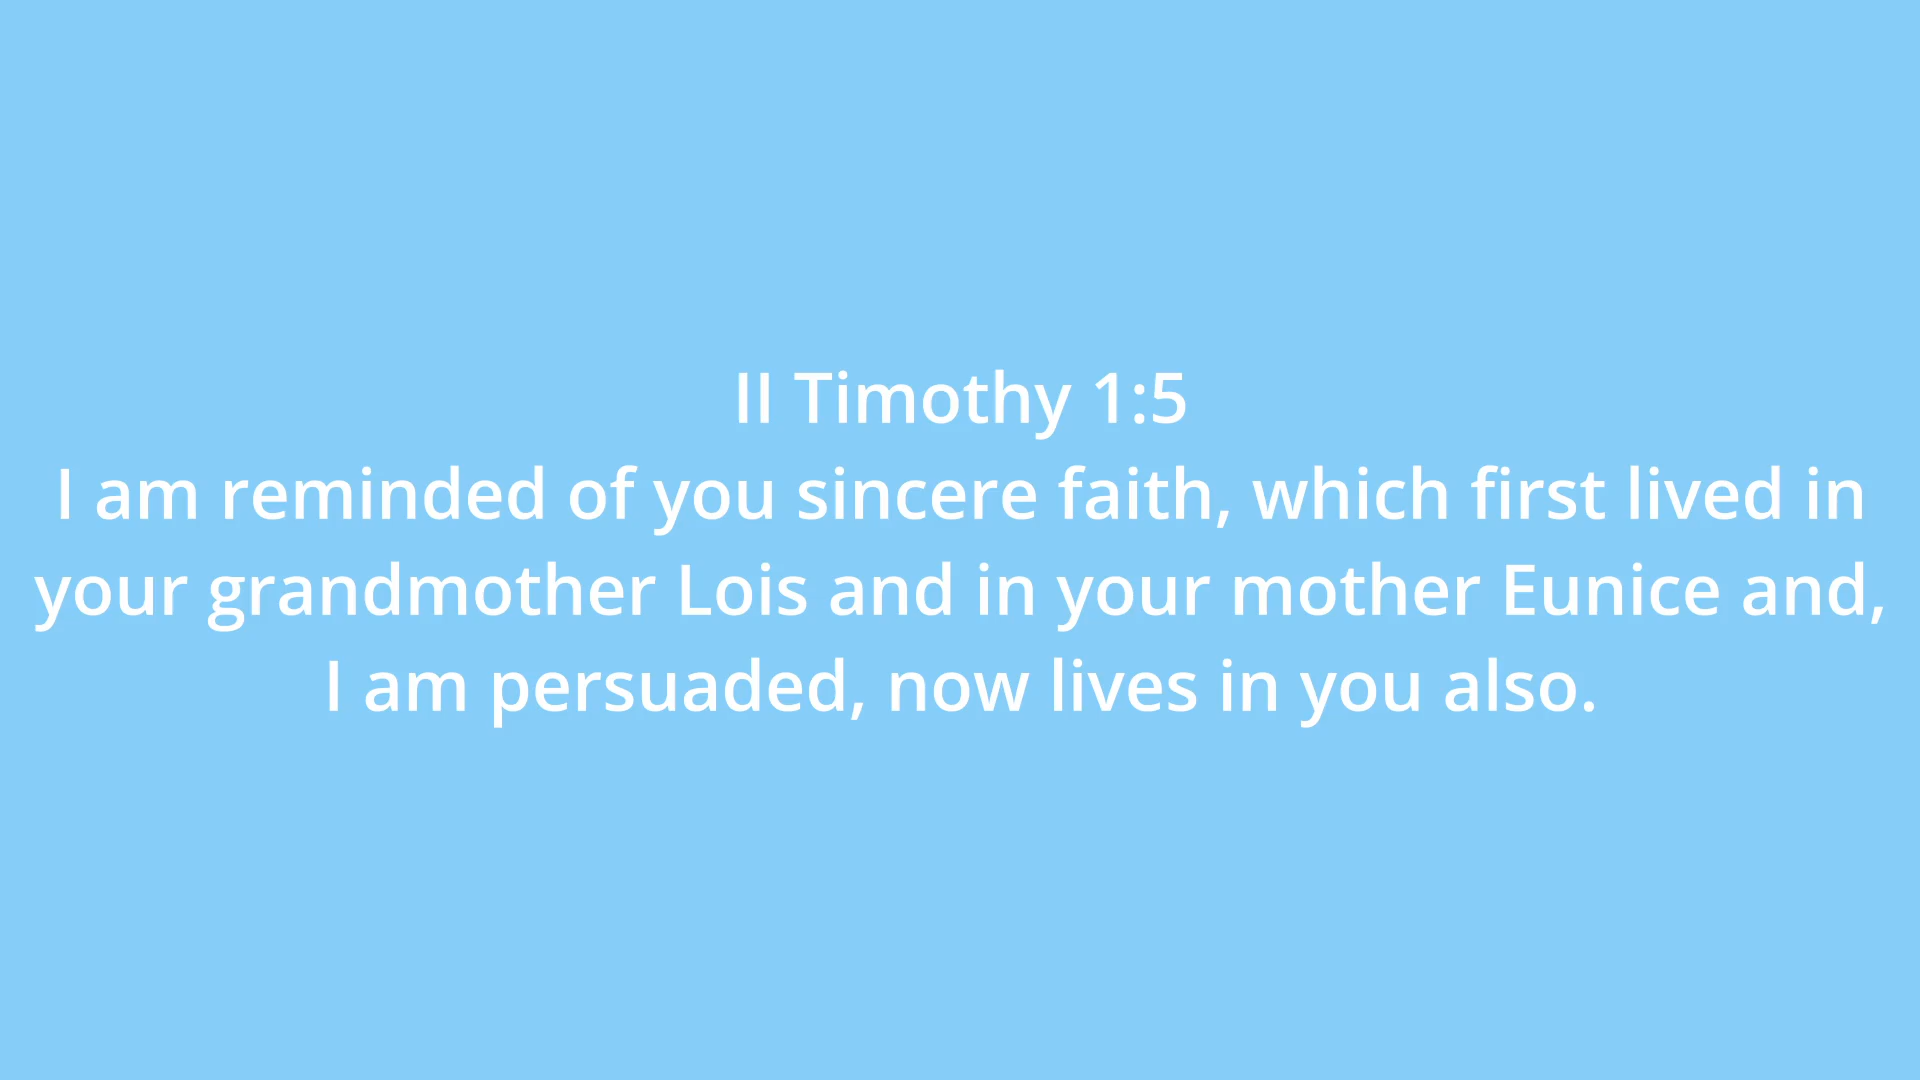 II Timothy 1:5
I am reminded of you sincere faith, which first lived in
your grandmother Lois and in your mother Eunice and,
I am persuaded, now lives in you also.